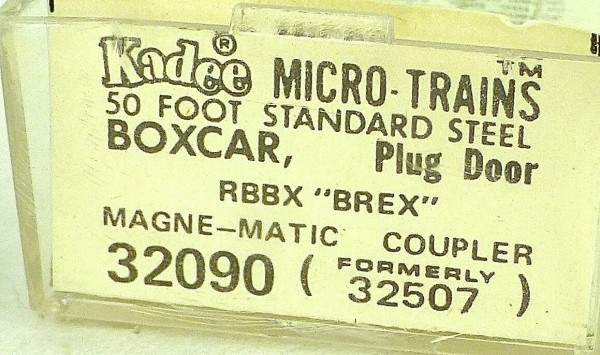 Kadee® MICRO-TRAINS™
50 FOOT STANDARD STEEL
BOXCAR, Plug Door
RBBX "BREX"
MAGNE-MATIC COUPLER
32090 (FORMERLY 32507)